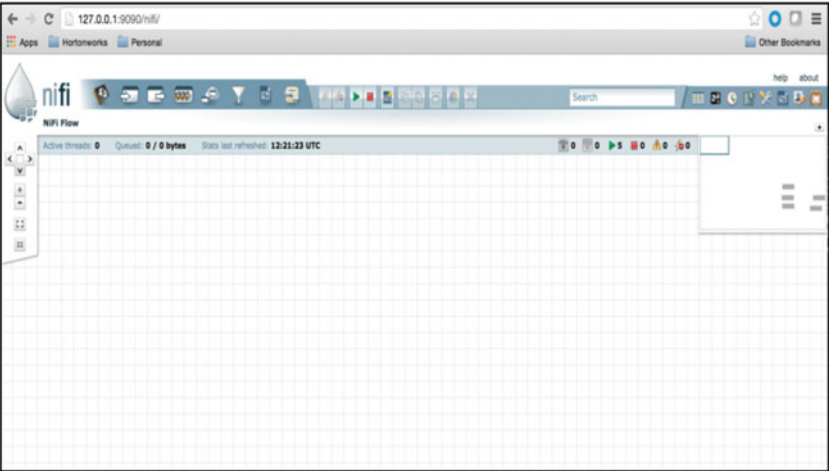 127.0.0.1:9090/nifi/
Apps Hortonworks Personal Other Bookmarks
help about
nifi
Search
NiFi Flow
Active threads: 0 Queued: 0 / 0 bytes Stats last refreshed: 12:21:23 UTC 0 0 5 0 0 0